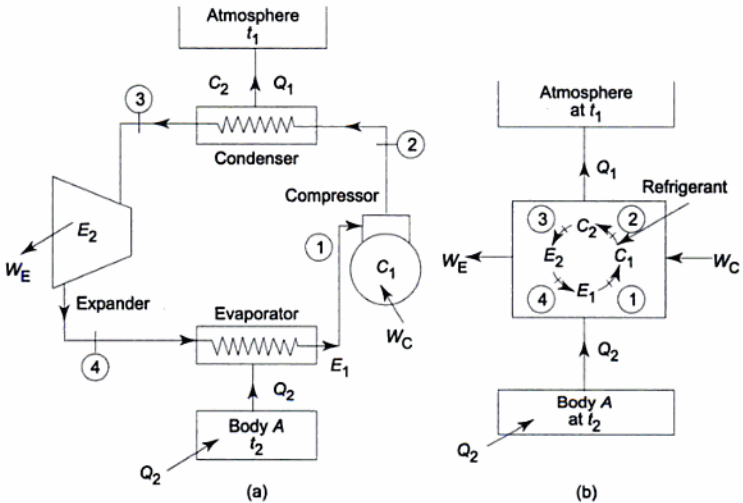 Atmosphere
t1
C2 Q1
3
Condenser
2
Compressor
E2
WE
1
C1
Expander
Evaporator
4
E1
WC
Q2
Body A
t2
Q2
(a)
Atmosphere
at t1
Q1
Refrigerant
3 2
C2
WE E2 C1 WC
4 E1 1
Q2
Body A
at t2
Q2
(b)